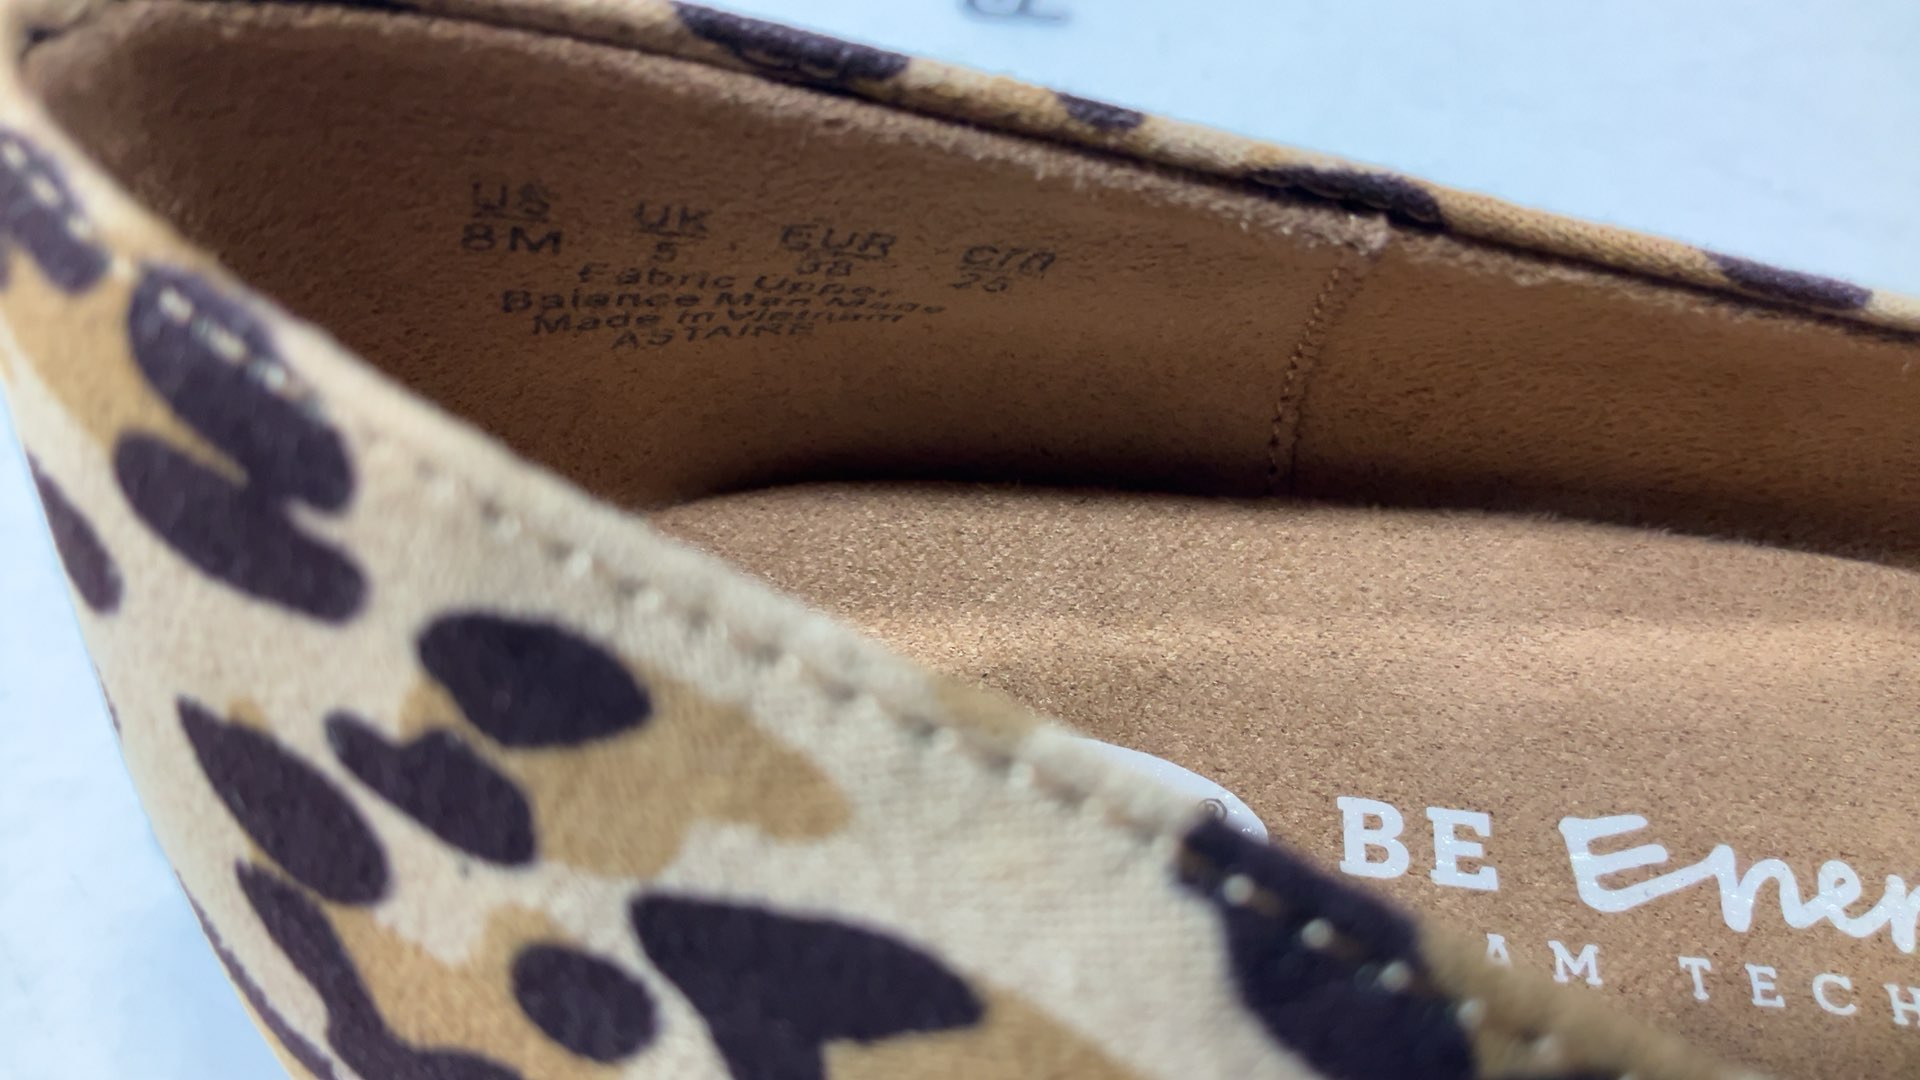 US UK EUR CTN
8M 5 38 25
Fabric Upper
Balance Man Made
Made in Vietnam
ASTAIRE
BE Ener
AM TECH